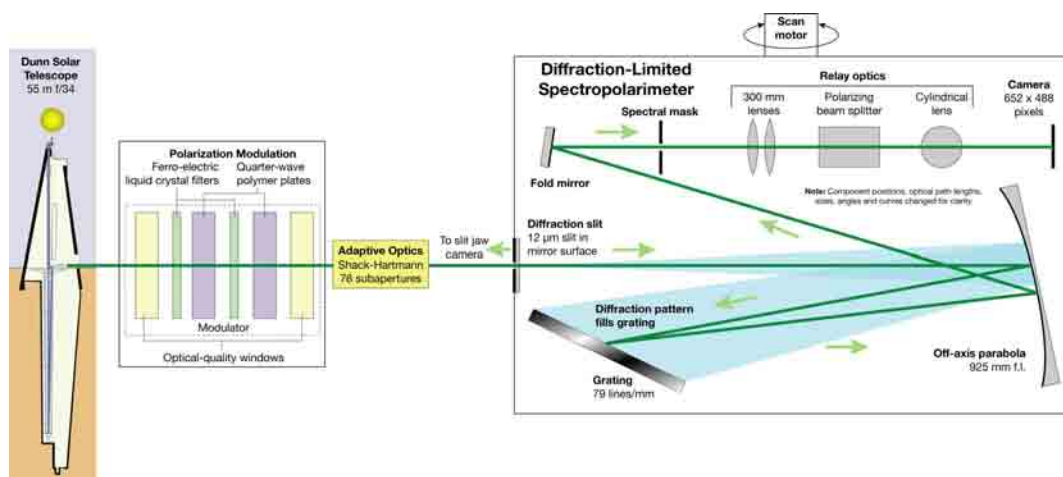 Dunn Solar
Telescope
55 m f/34
Polarization Modulation
Ferro-electric
liquid crystal filters
Quarter-wave
polymer plates
Modulator
Optical-quality windows
Adaptive Optics
Shack-Hartmann
76 subapertures
To slit jaw
camera
Scan
motor
Diffraction-Limited
Spectropolarimeter
Relay optics
Spectral mask
300 mm
lenses
Polarizing
beam splitter
Cylindrical
lens
Camera
652 x 488
pixels
Fold mirror
Note: Component positions, optical path lengths,
sizes, angles and curves changed for clarity
Diffraction slit
12 µm slit in
mirror surface
Diffraction pattern
fills grating
Grating
79 lines/mm
Off-axis parabola
925 mm f.l.